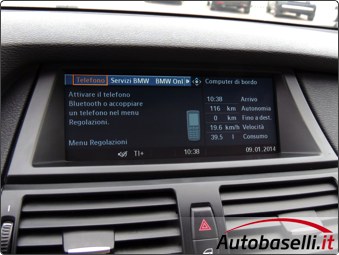 Telefono Servizi BMW BMW Onl Computer di bordo
Attivare il telefono
Bluetooth o accoppiare
un telefono nel menu
Regolazioni.
Menu Regolazioni
10:38 Arrivo
116 km Autonomia
0 km Fino a dest.
19.6 km/h Velocità
39.5 l Consumo
TI+ 10:38 09.01.2014
Autobaselli.it